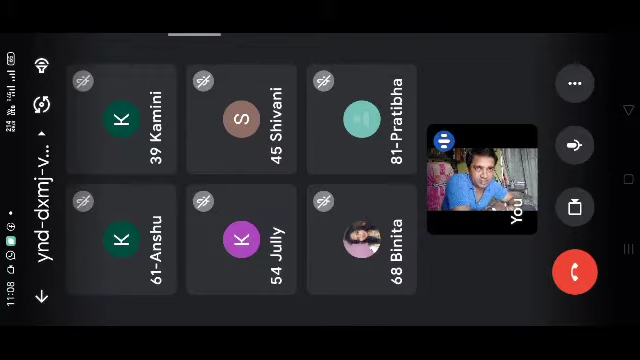 11:08
ynd-dxmj-v...
61-Anshu
K
39 Kamini
K
54 Jully
K
45 Shivani
S
68 Binita
81-Pratibha
You